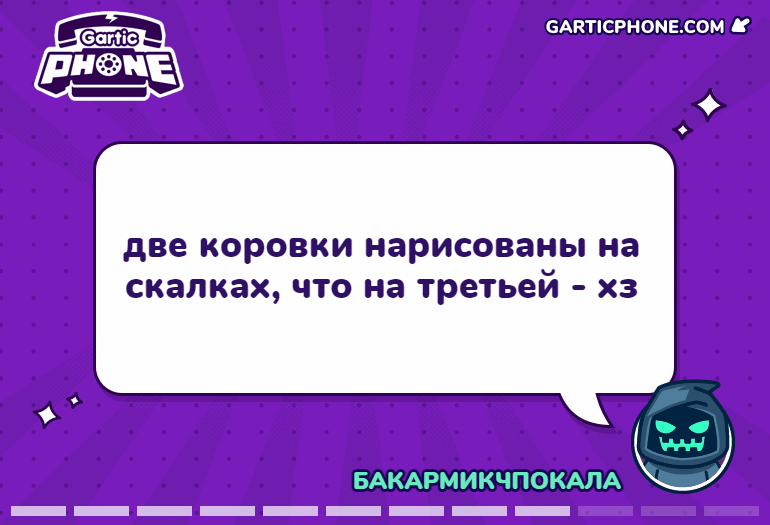 Gartic
PHONE
GARTICPHONE.COM
две коровки нарисованы на
скалках, что на третьей - хз
БАКАРМИКЧПОКАЛА